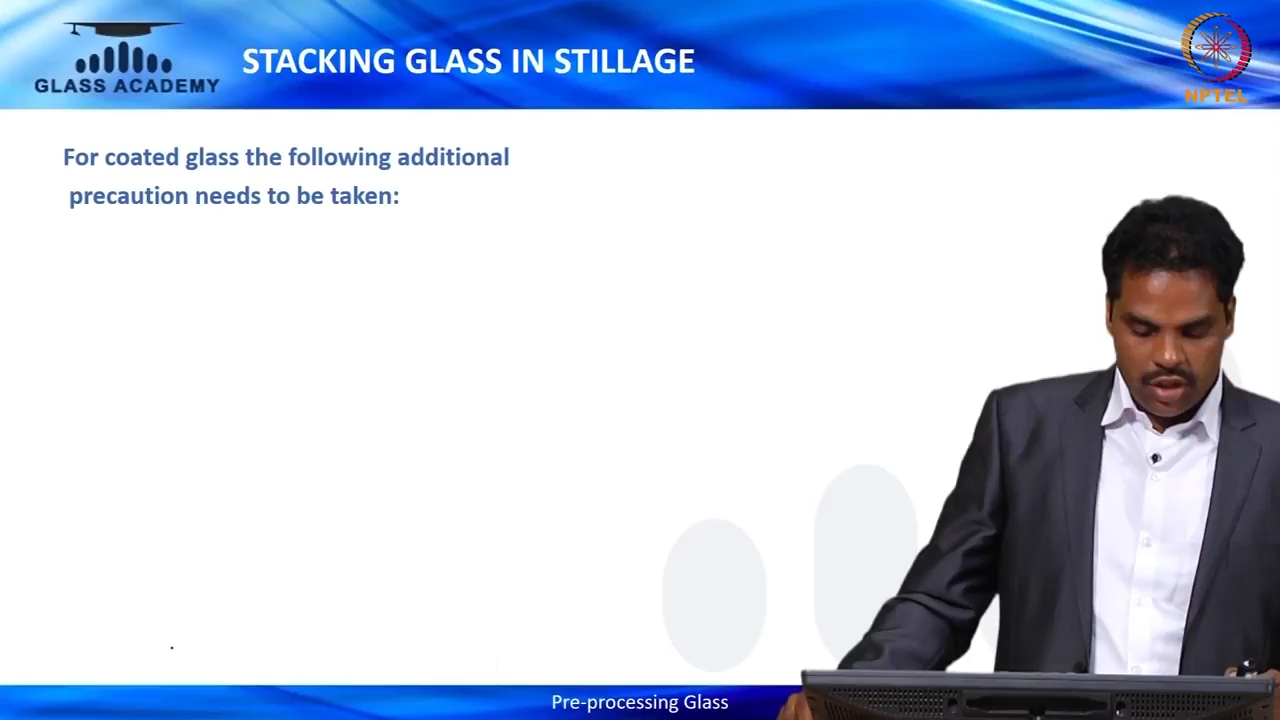 GLASS ACADEMY
STACKING GLASS IN STILLAGE
NPTEL
For coated glass the following additional
precaution needs to be taken:
Pre-processing Glass